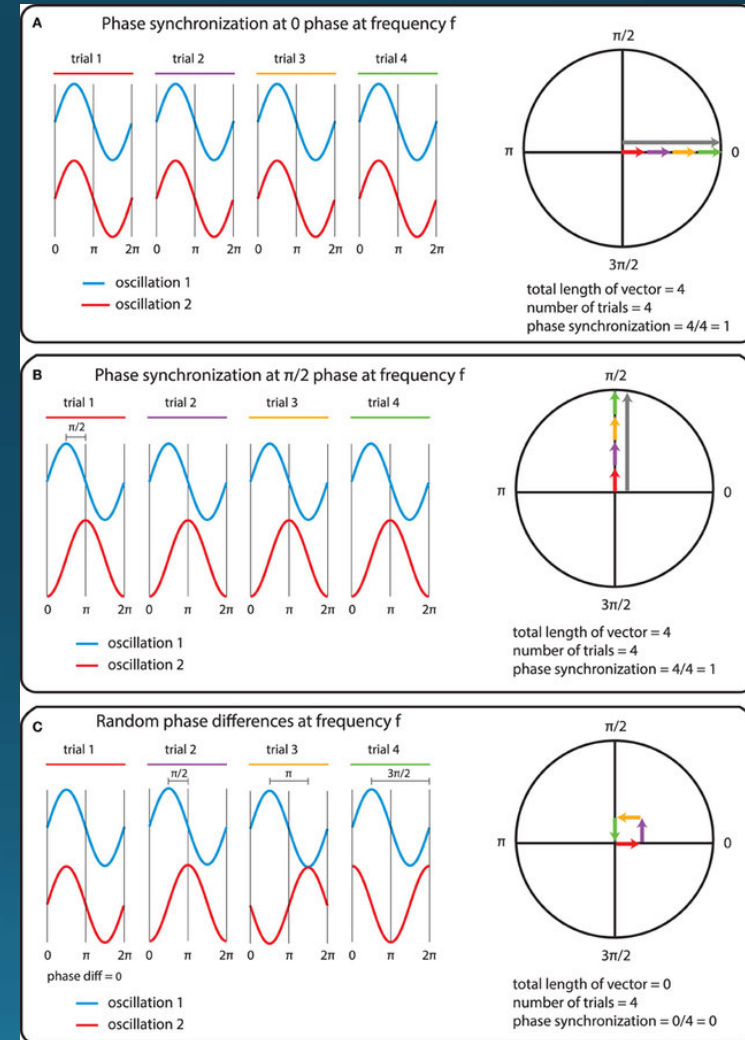 A Phase synchronization at 0 phase at frequency f
trial 1 trial 2 trial 3 trial 4
0 π 2π 0 π 2π 0 π 2π 0 π 2π
oscillation 1
oscillation 2
π/2
π 0
3π/2
total length of vector = 4
number of trials = 4
phase synchronization = 4/4 = 1
B Phase synchronization at π/2 phase at frequency f
trial 1 trial 2 trial 3 trial 4
π/2
0 π 2π 0 π 2π 0 π 2π 0 π 2π
oscillation 1
oscillation 2
π/2
π 0
3π/2
total length of vector = 4
number of trials = 4
phase synchronization = 4/4 = 1
C Random phase differences at frequency f
trial 1 trial 2 trial 3 trial 4
π/2 π 3π/2
0 π 2π 0 π 2π 0 π 2π 0 π 2π
phase diff = 0
oscillation 1
oscillation 2
π/2
π 0
3π/2
total length of vector = 0
number of trials = 4
phase synchronization = 0/4 = 0